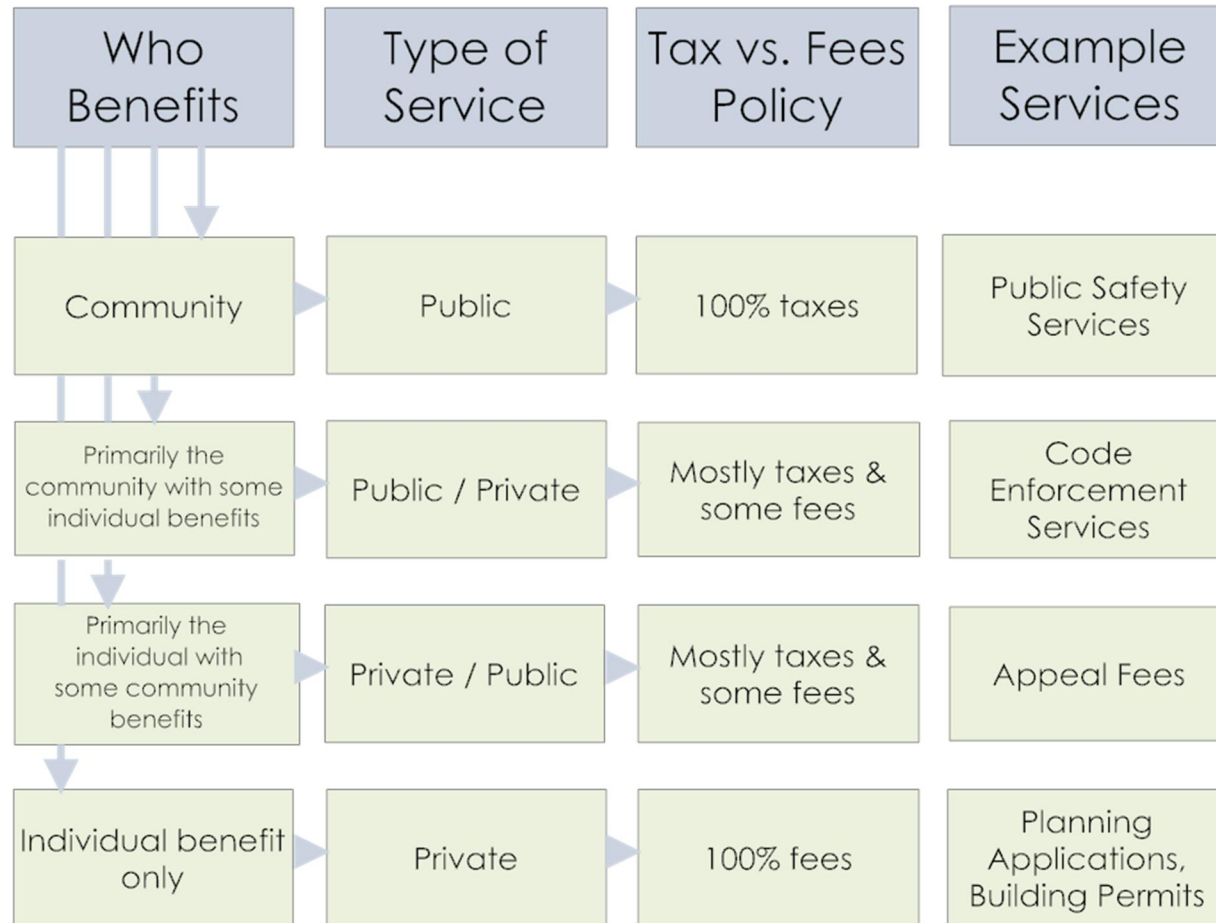 Who
Benefits
Type of
Service
Tax vs. Fees
Policy
Example
Services
Community
Public
100% taxes
Public Safety
Services
Primarily the
community with some
individual benefits
Public / Private
Mostly taxes &
some fees
Code
Enforcement
Services
Primarily the
individual with
some community
benefits
Private / Public
Mostly taxes &
some fees
Appeal Fees
Individual benefit
only
Private
100% fees
Planning
Applications,
Building Permits